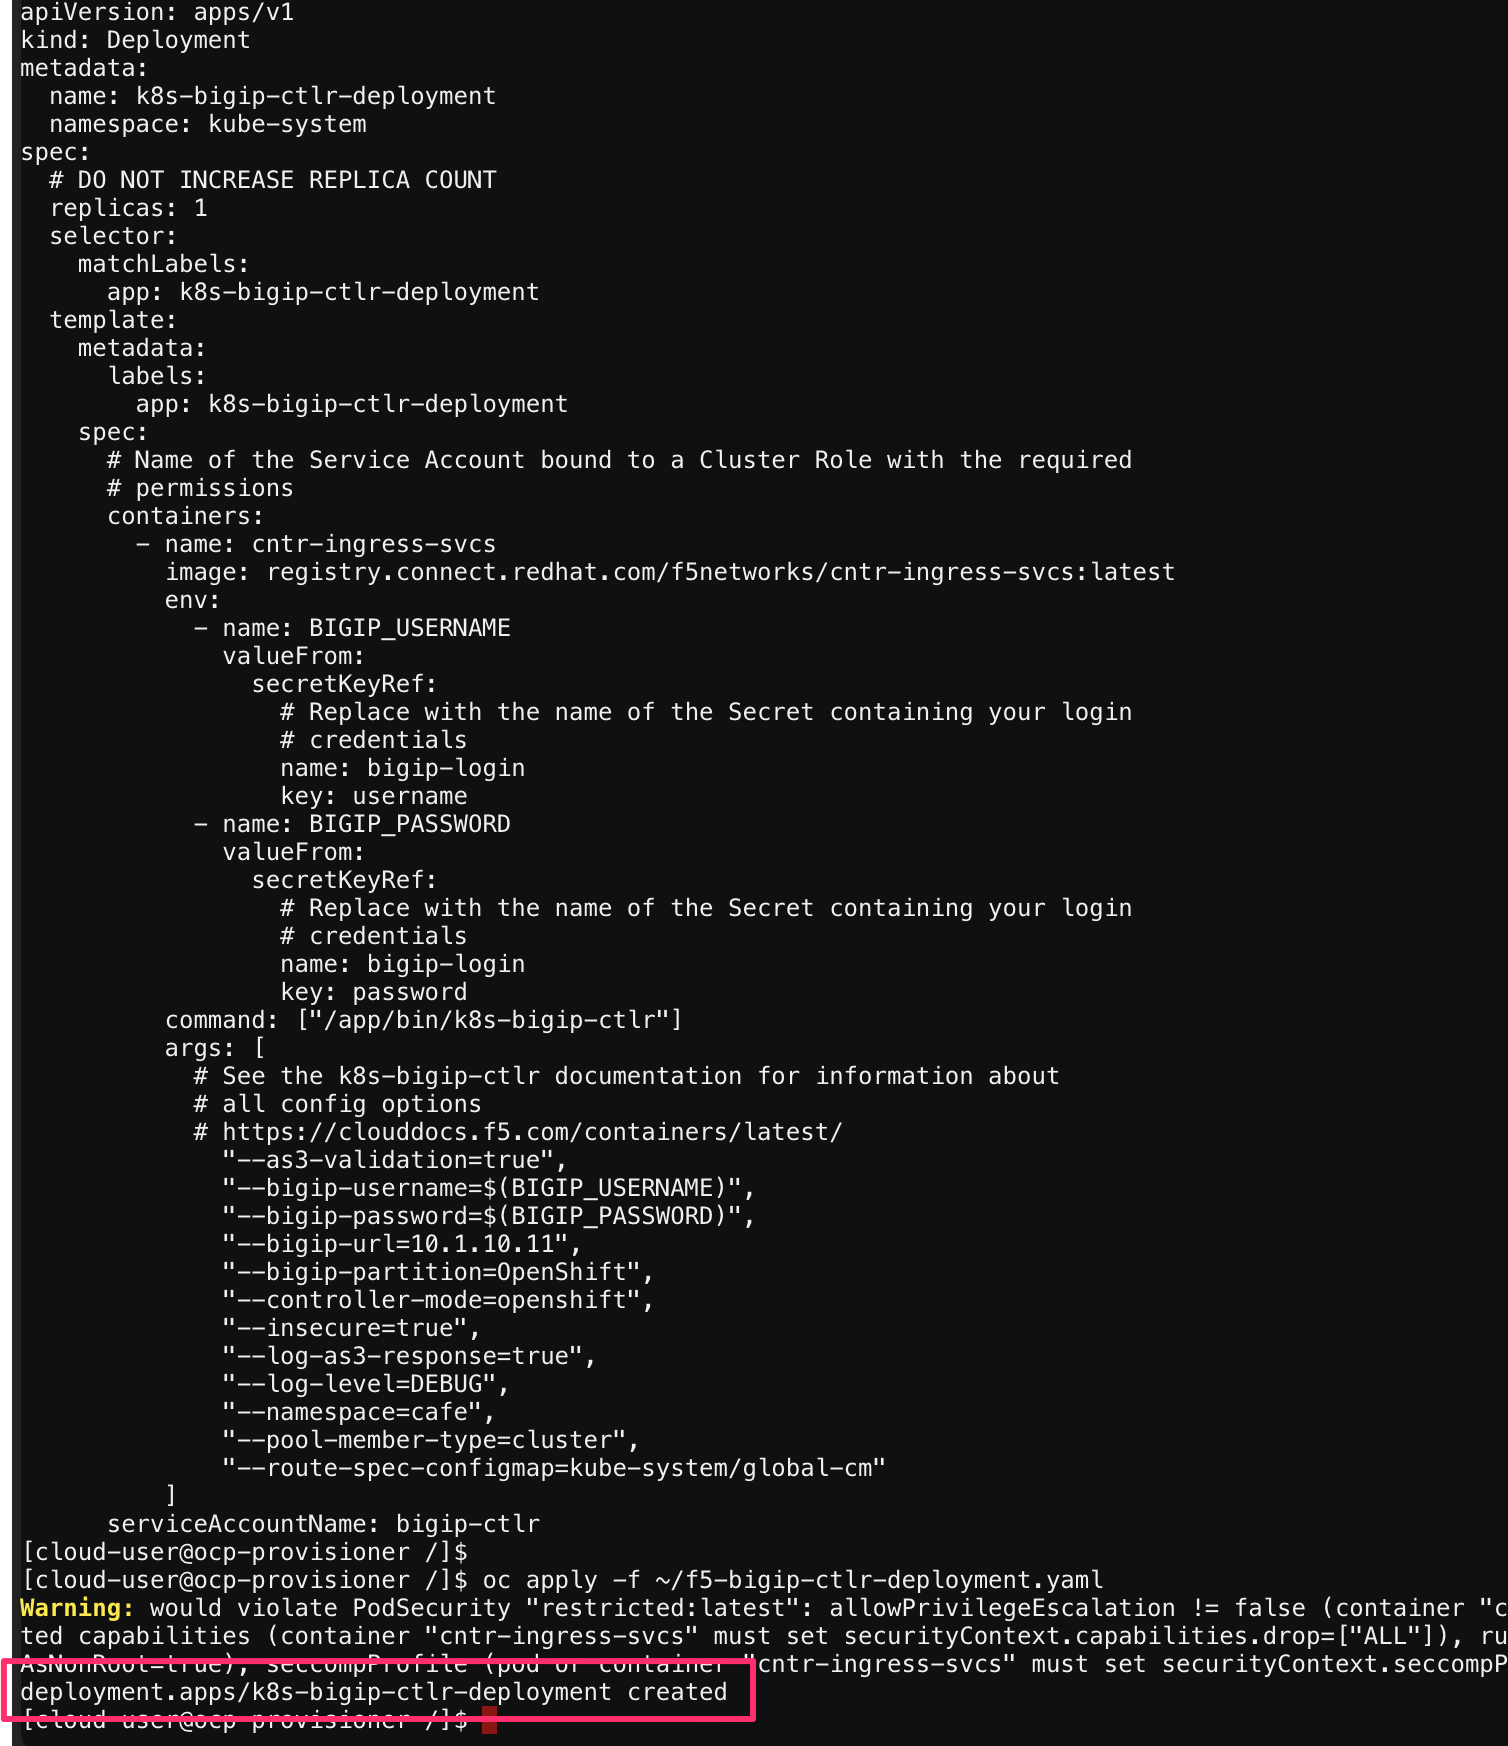 apiVersion: apps/v1
kind: Deployment
metadata:
  name: k8s-bigip-ctlr-deployment
  namespace: kube-system
spec:
  # DO NOT INCREASE REPLICA COUNT
  replicas: 1
  selector:
    matchLabels:
      app: k8s-bigip-ctlr-deployment
  template:
    metadata:
      labels:
        app: k8s-bigip-ctlr-deployment
    spec:
      # Name of the Service Account bound to a Cluster Role with the required
      # permissions
      containers:
        - name: cntr-ingress-svcs
          image: registry.connect.redhat.com/f5networks/cntr-ingress-svcs:latest
          env:
            - name: BIGIP_USERNAME
              valueFrom:
                secretKeyRef:
                  # Replace with the name of the Secret containing your login
                  # credentials
                  name: bigip-login
                  key: username
            - name: BIGIP_PASSWORD
              valueFrom:
                secretKeyRef:
                  # Replace with the name of the Secret containing your login
                  # credentials
                  name: bigip-login
                  key: password
          command: ["/app/bin/k8s-bigip-ctlr"]
          args: [
            # See the k8s-bigip-ctlr documentation for information about
            # all config options
            # https://clouddocs.f5.com/containers/latest/
              "--as3-validation=true",
              "--bigip-username=$(BIGIP_USERNAME)",
              "--bigip-password=$(BIGIP_PASSWORD)",
              "--bigip-url=10.1.10.11",
              "--bigip-partition=OpenShift",
              "--controller-mode=openshift",
              "--insecure=true",
              "--log-as3-response=true",
              "--log-level=DEBUG",
              "--namespace=cafe",
              "--pool-member-type=cluster",
              "--route-spec-configmap=kube-system/global-cm"
          ]
      serviceAccountName: bigip-ctlr
[cloud-user@ocp-provisioner /]$
[cloud-user@ocp-provisioner /]$ oc apply -f ~/f5-bigip-ctlr-deployment.yaml
Warning: would violate PodSecurity "restricted:latest": allowPrivilegeEscalation != false (container "c
ted capabilities (container "cntr-ingress-svcs" must set securityContext.capabilities.drop=["ALL"]), ru
AsNonRoot=true), seccompProfile (pod or container "cntr-ingress-svcs" must set securityContext.seccompP
deployment.apps/k8s-bigip-ctlr-deployment created
[cloud-user@ocp-provisioner /]$